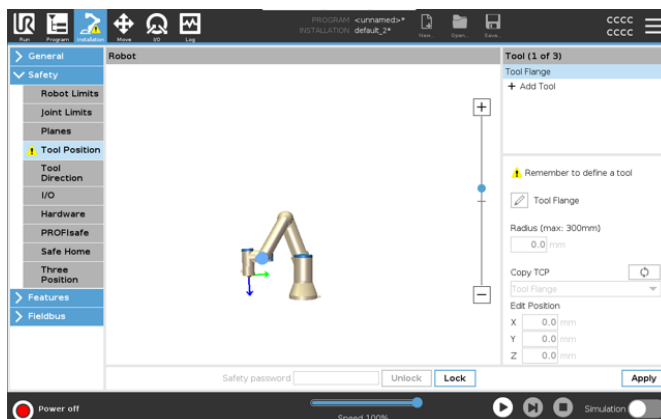 PROGRAM <unnamed>*
INSTALLATION default_2*
UR
Run
Program
Installation
Move
I/O
Log
New...
Open...
Save...
CCCC
CCCC
General
Safety
Robot Limits
Joint Limits
Planes
Tool Position
Tool
Direction
I/O
Hardware
PROFIsafe
Safe Home
Three
Position
Features
Fieldbus
Robot
Safety password
Unlock
Lock
Tool (1 of 3)
Tool Flange
+ Add Tool
Remember to define a tool
Tool Flange
Radius (max: 300mm)
0.0 mm
Copy TCP
Tool Flange
Edit Position
X 0.0 mm
Y 0.0 mm
Z 0.0 mm
Apply
Power off
Speed 100%
Simulation